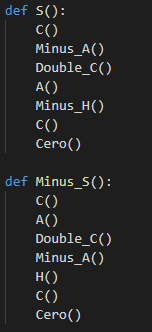 def S():
    C()
    Minus_A()
    Double_C()
    A()
    Minus_H()
    C()
    Cero()

def Minus_S():
    C()
    A()
    Double_C()
    Minus_A()
    H()
    C()
    Cero()